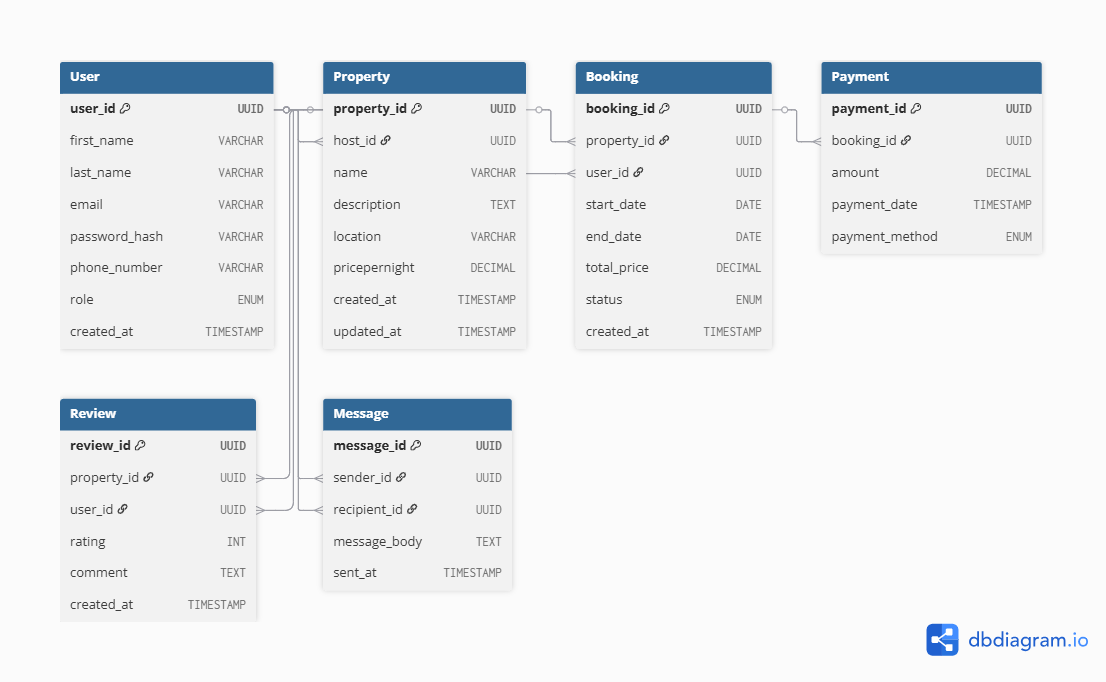 User
user_id UUID
first_name VARCHAR
last_name VARCHAR
email VARCHAR
password_hash VARCHAR
phone_number VARCHAR
role ENUM
created_at TIMESTAMP
Property
property_id UUID
host_id UUID
name VARCHAR
description TEXT
location VARCHAR
pricepernight DECIMAL
created_at TIMESTAMP
updated_at TIMESTAMP
Booking
booking_id UUID
property_id UUID
user_id UUID
start_date DATE
end_date DATE
total_price DECIMAL
status ENUM
created_at TIMESTAMP
Payment
payment_id UUID
booking_id UUID
amount DECIMAL
payment_date TIMESTAMP
payment_method ENUM
Review
review_id UUID
property_id UUID
user_id UUID
rating INT
comment TEXT
created_at TIMESTAMP
Message
message_id UUID
sender_id UUID
recipient_id UUID
message_body TEXT
sent_at TIMESTAMP
dbdiagram.io